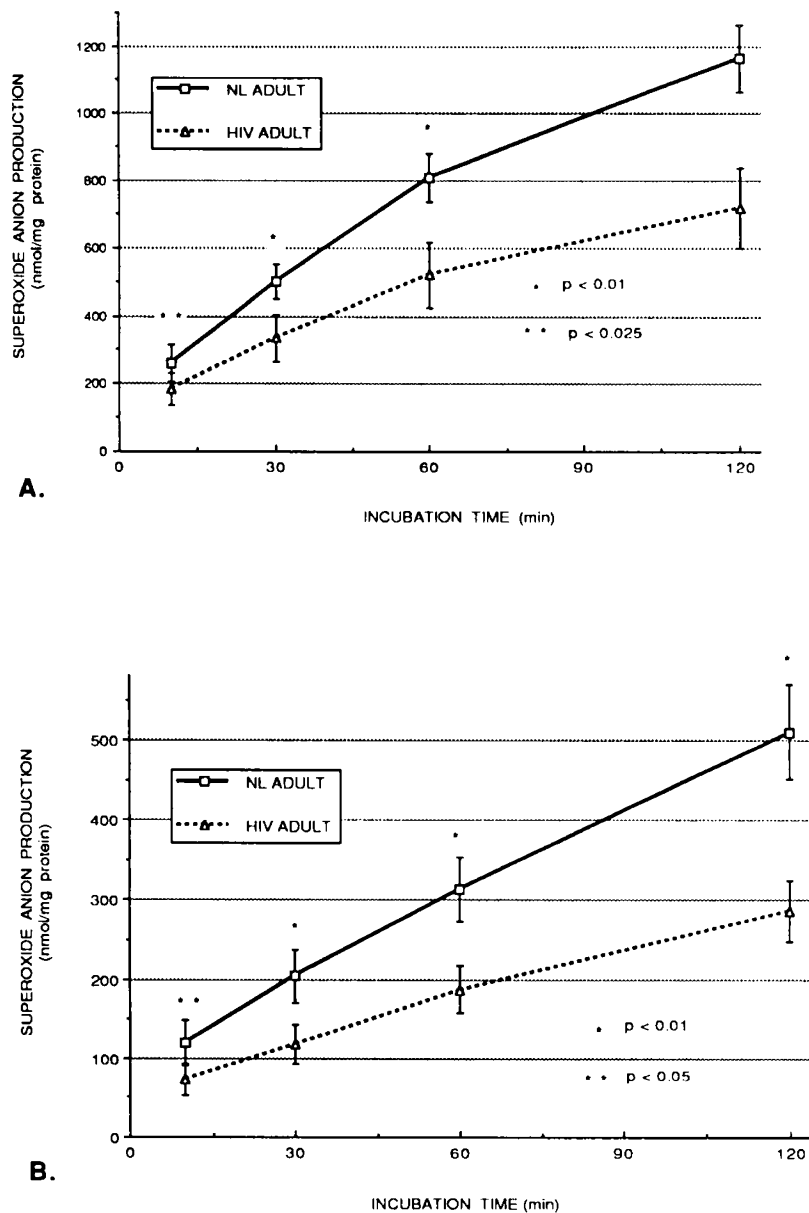 SUPEROXIDE ANION PRODUCTION
(nmol/mg protein)
1200
1000
800
600
400
200
0
NL ADULT
HIV ADULT
* *
*
*
* p < 0.01
* * p < 0.025
0 30 60 90 120
A.
INCUBATION TIME (min)
SUPEROXIDE ANION PRODUCTION
(nmol/mg protein)
500
400
300
200
100
0
NL ADULT
HIV ADULT
* *
*
*
*
* p < 0.01
* * p < 0.05
0 30 60 90 120
B.
INCUBATION TIME (min)